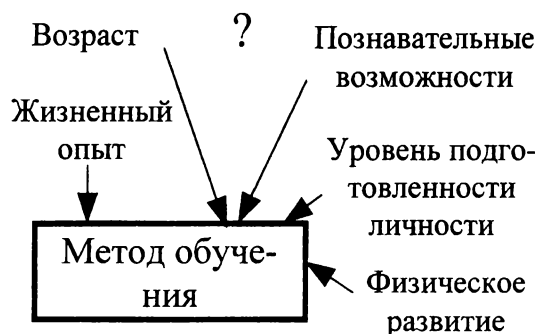 Возраст
?
Познавательные
возможности
Жизненный
опыт
Уровень подго-
товленности
личности
Метод обуче-
ния
Физическое
развитие